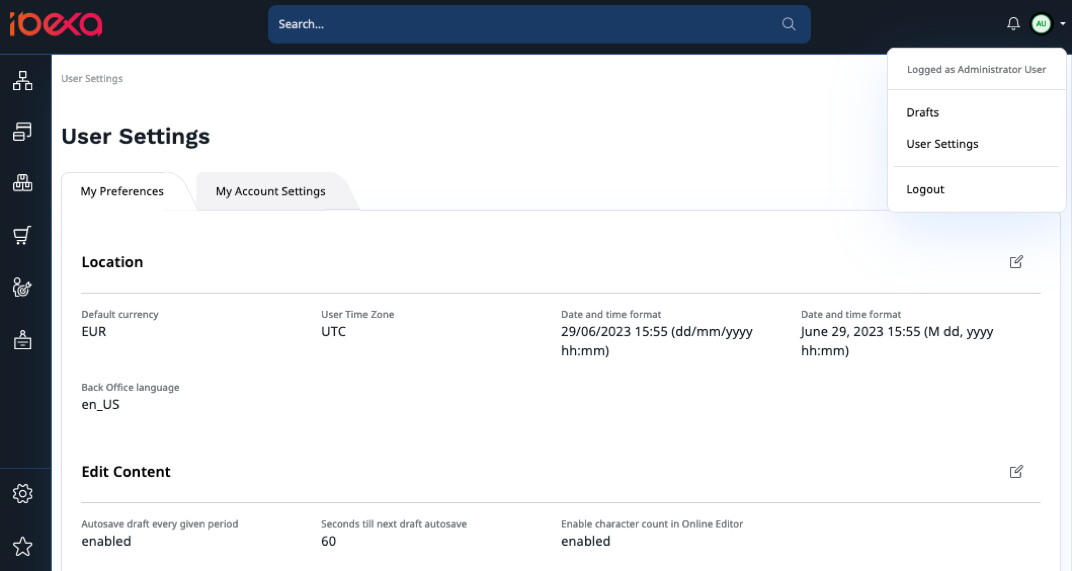 ibexa
Search...
AU
Logged as Administrator User
Drafts
User Settings
Logout
User Settings
User Settings
My Preferences
My Account Settings
Location
Default currency
EUR
User Time Zone
UTC
Date and time format
29/06/2023 15:55 (dd/mm/yyyy
hh:mm)
Date and time format
June 29, 2023 15:55 (M dd, yyyy
hh:mm)
Back Office language
en_US
Edit Content
Autosave draft every given period
enabled
Seconds till next draft autosave
60
Enable character count in Online Editor
enabled